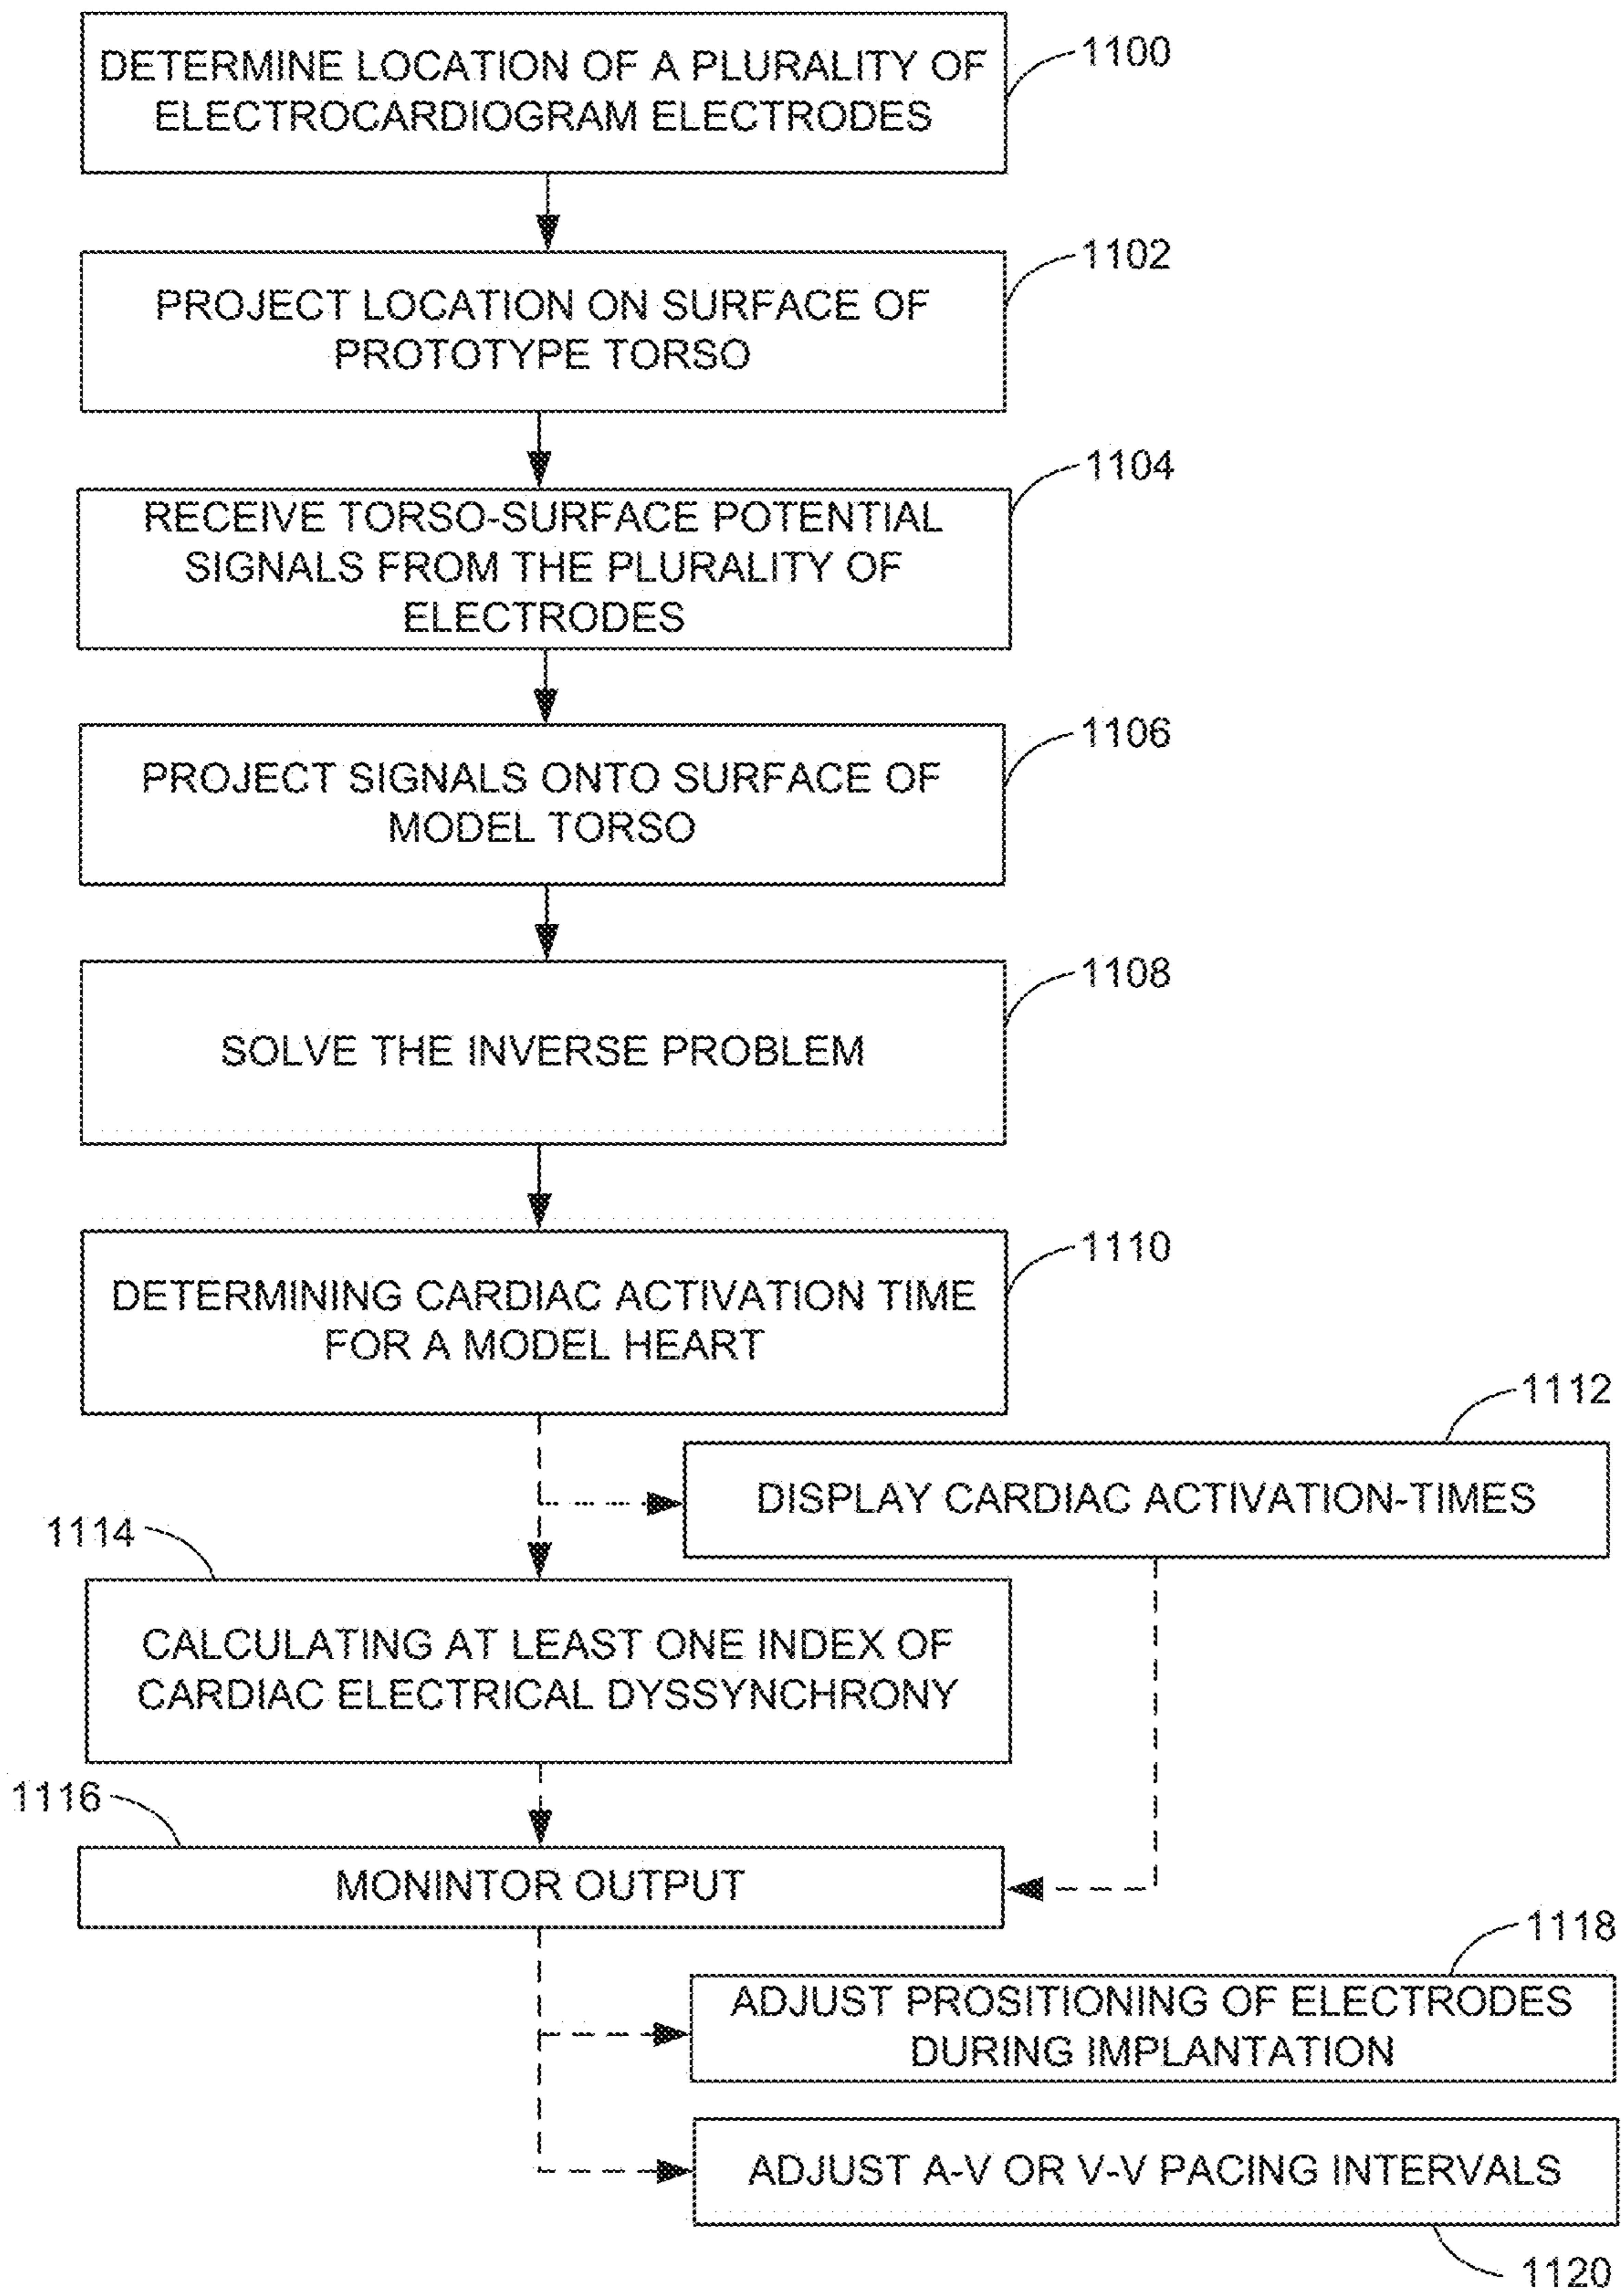 DETERMINE LOCATION OF A PLURALITY OF
ELECTROCARDIOGRAM ELECTRODES
1100
PROJECT LOCATION ON SURFACE OF
PROTOTYPE TORSO
1102
RECEIVE TORSO-SURFACE POTENTIAL
SIGNALS FROM THE PLURALITY OF
ELECTRODES
1104
PROJECT SIGNALS ONTO SURFACE OF
MODEL TORSO
1106
SOLVE THE INVERSE PROBLEM
1108
DETERMINING CARDIAC ACTIVATION TIME
FOR A MODEL HEART
1110
1112
DISPLAY CARDIAC ACTIVATION-TIMES
1114
CALCULATING AT LEAST ONE INDEX OF
CARDIAC ELECTRICAL DYSSYNCHRONY
1116
MONINTOR OUTPUT
1118
ADJUST PROSITIONING OF ELECTRODES
DURING IMPLANTATION
ADJUST A-V OR V-V PACING INTERVALS
1120